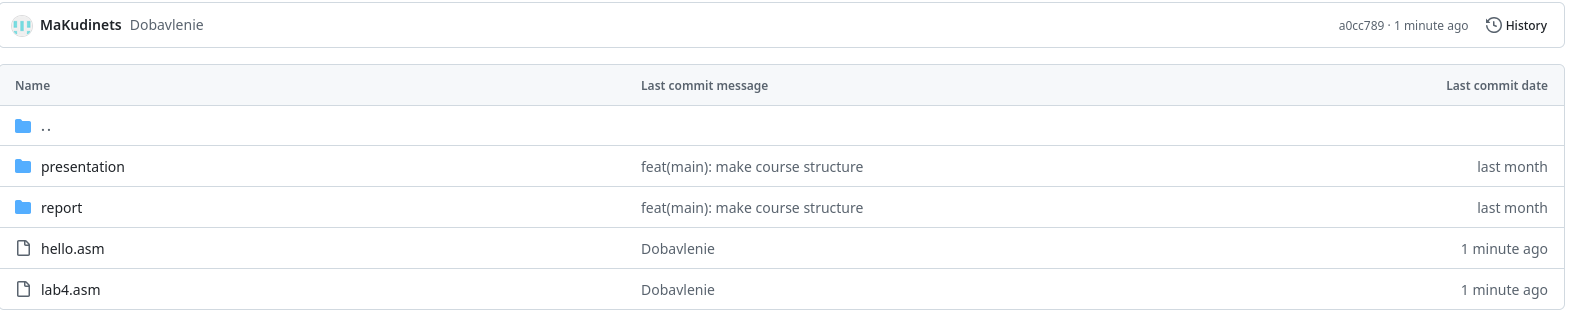 MaKudinets Dobavlenie a0cc789 · 1 minute ago History
Name Last commit message Last commit date
..
presentation feat(main): make course structure last month
report feat(main): make course structure last month
hello.asm Dobavlenie 1 minute ago
lab4.asm Dobavlenie 1 minute ago